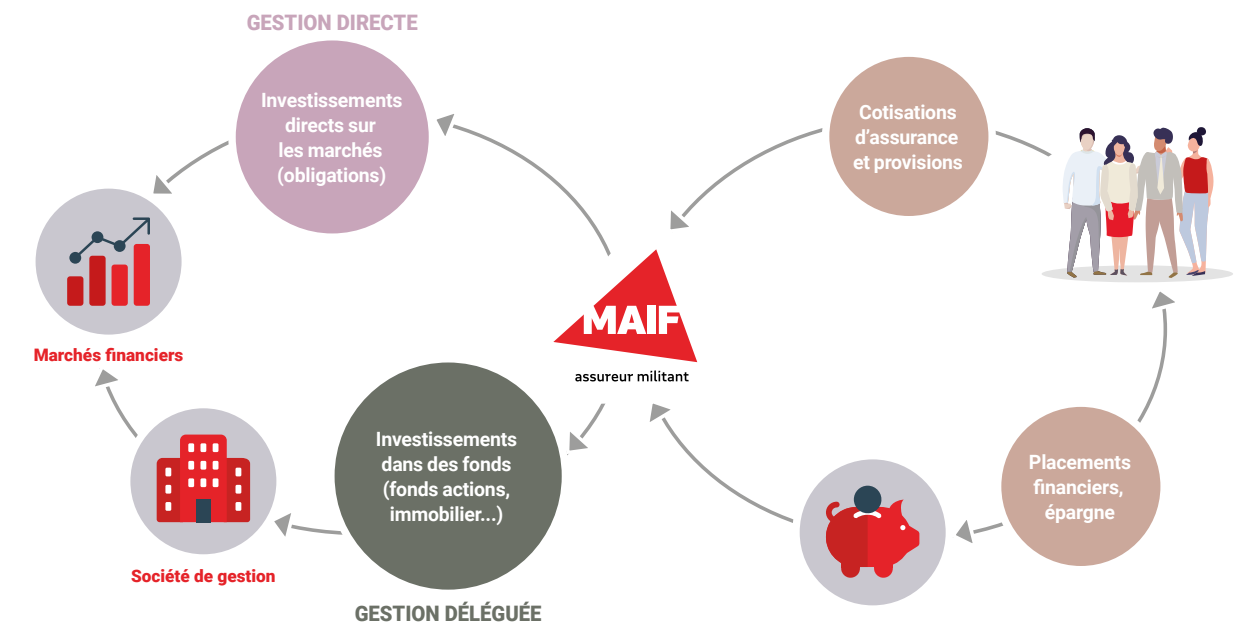 GESTION DIRECTE
Investissements
directs sur
les marchés
(obligations)
Cotisations
d'assurance
et provisions
MAIF
assureur militant
Marchés financiers
Investissements
dans des fonds
(fonds actions,
immobilier...)
Placements
financiers,
épargne
Société de gestion
GESTION DÉLÉGUÉE